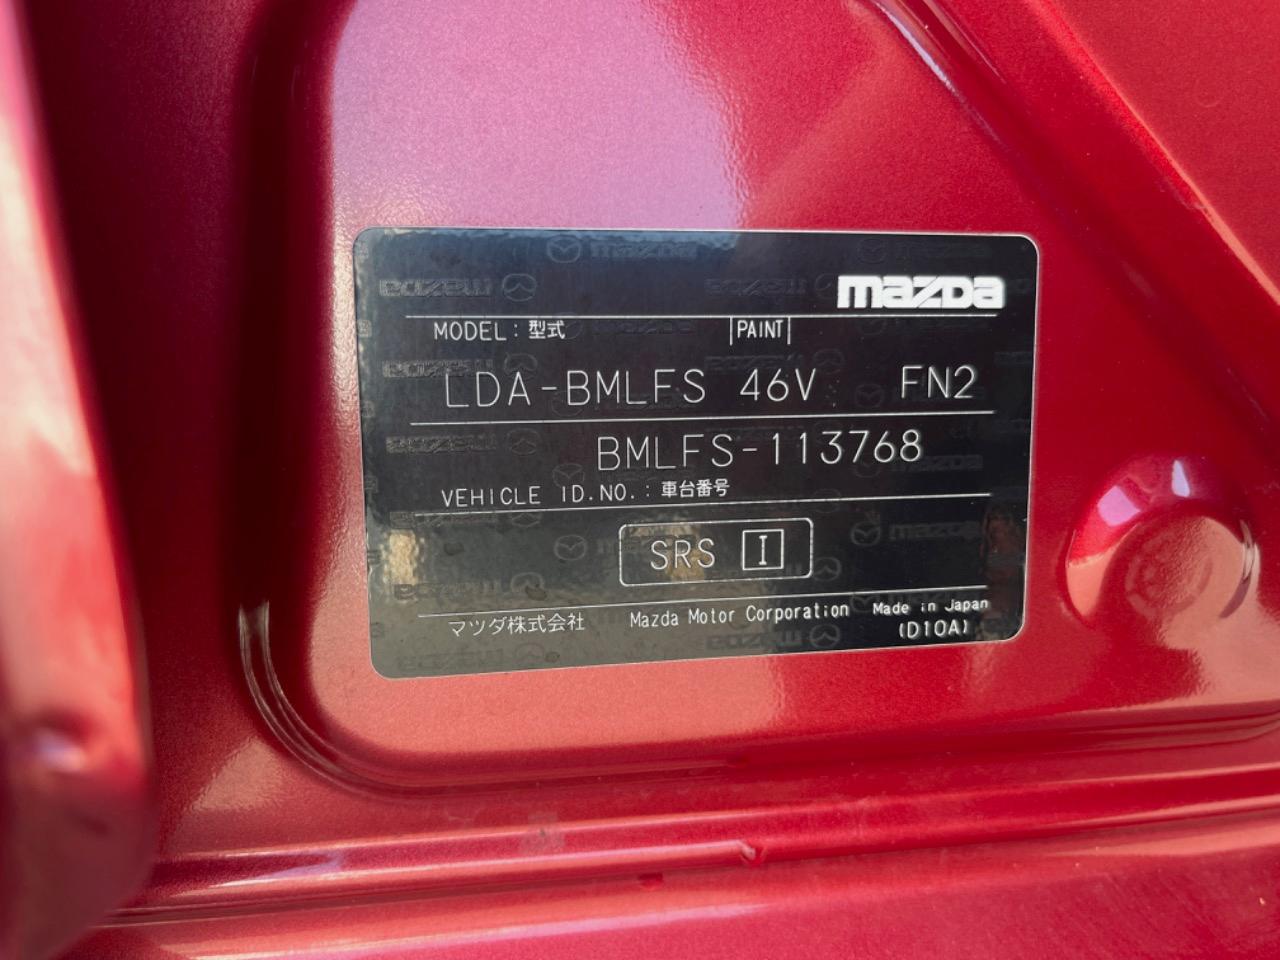 mazDa
MODEL: 型式 PAINT
LDA-BMLFS 46V FN2
BMLFS-113768
VEHICLE ID.NO.: 車台番号
SRS I
マツダ株式会社 Mazda Motor Corporation Made in Japan
(D10A)